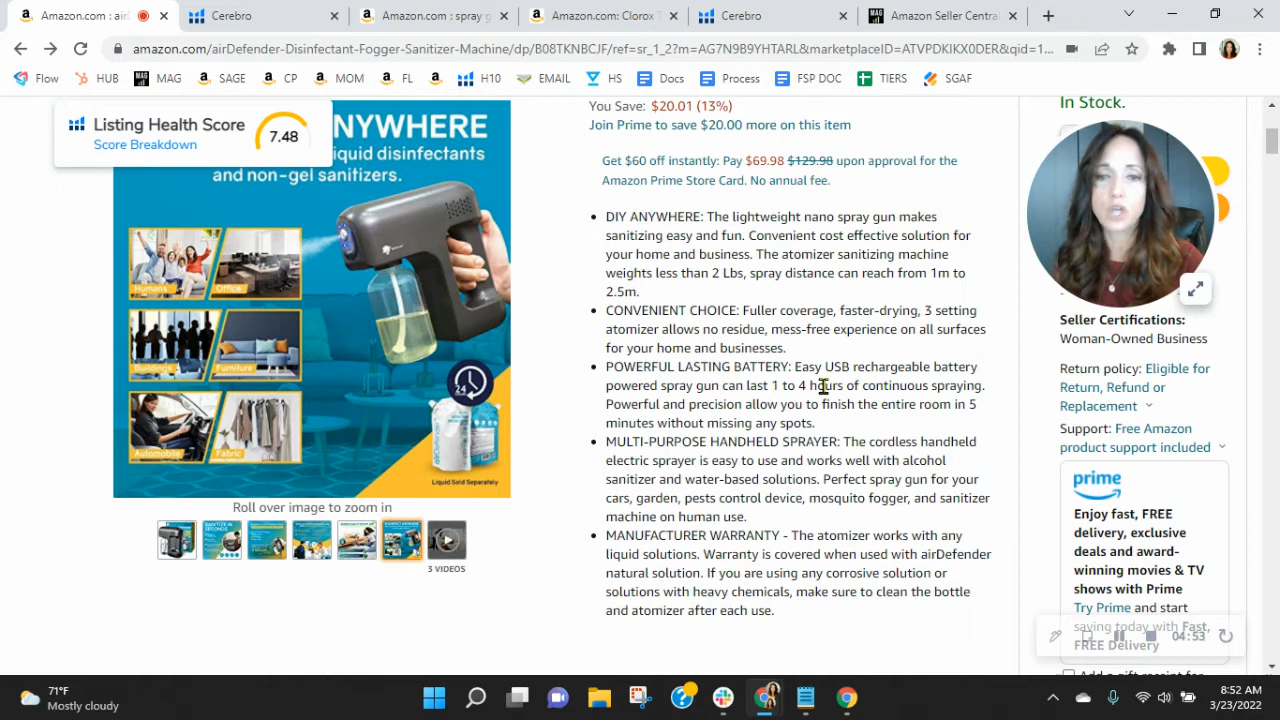 Amazon.com : airD
Cerebro
Amazon.com : spray g
Amazon.com: Clorox T
Cerebro
Amazon Seller Central
amazon.com/airDefender-Disinfectant-Fogger-Sanitizer-Machine/dp/B08TKNBCJF/ref=sr_1_2?m=AG7N9B9YHTARL&marketplaceID=ATVPDKIKX0DER&qid=1...
Flow
HUB
MAG
SAGE
CP
MOM
FL
H10
EMAIL
HS
Docs
Process
FSP DOC
TIERS
SGAF
Listing Health Score
Score Breakdown
7.48
NYWHERE
iquid disinfectants
and non-gel sanitizers.
Humans
Office
Buildings
Furniture
Automobile
Fabric
24
Liquid Sold Separately
Roll over image to zoom in
3 VIDEOS
You Save: $20.01 (13%)
Join Prime to save $20.00 more on this item
Get $60 off instantly: Pay $69.98 $129.98 upon approval for the
Amazon Prime Store Card. No annual fee.
• DIY ANYWHERE: The lightweight nano spray gun makes
sanitizing easy and fun. Convenient cost effective solution for
your home and business. The atomizer sanitizing machine
weights less than 2 Lbs, spray distance can reach from 1m to
2.5m.
• CONVENIENT CHOICE: Fuller coverage, faster-drying, 3 setting
atomizer allows no residue, mess-free experience on all surfaces
for your home and businesses.
• POWERFUL LASTING BATTERY: Easy USB rechargeable battery
powered spray gun can last 1 to 4 hours of continuous spraying.
Powerful and precision allow you to finish the entire room in 5
minutes without missing any spots.
• MULTI-PURPOSE HANDHELD SPRAYER: The cordless handheld
electric sprayer is easy to use and works well with alcohol
sanitizer and water-based solutions. Perfect spray gun for your
cars, garden, pests control device, mosquito fogger, and sanitizer
machine on human use.
• MANUFACTURER WARRANTY - The atomizer works with any
liquid solutions. Warranty is covered when used with airDefender
natural solution. If you are using any corrosive solution or
solutions with heavy chemicals, make sure to clean the bottle
and atomizer after each use.
In Stock.
Seller Certifications:
Woman-Owned Business
Return policy: Eligible for
Return, Refund or
Replacement
Support: Free Amazon
product support included
prime
Enjoy fast, FREE
delivery, exclusive
deals and award-
winning movies & TV
shows with Prime
Try Prime and start
saving today with Fast,
FREE Delivery
04:53
Add a gift receipt for
71°F
Mostly cloudy
8:52 AM
3/23/2022